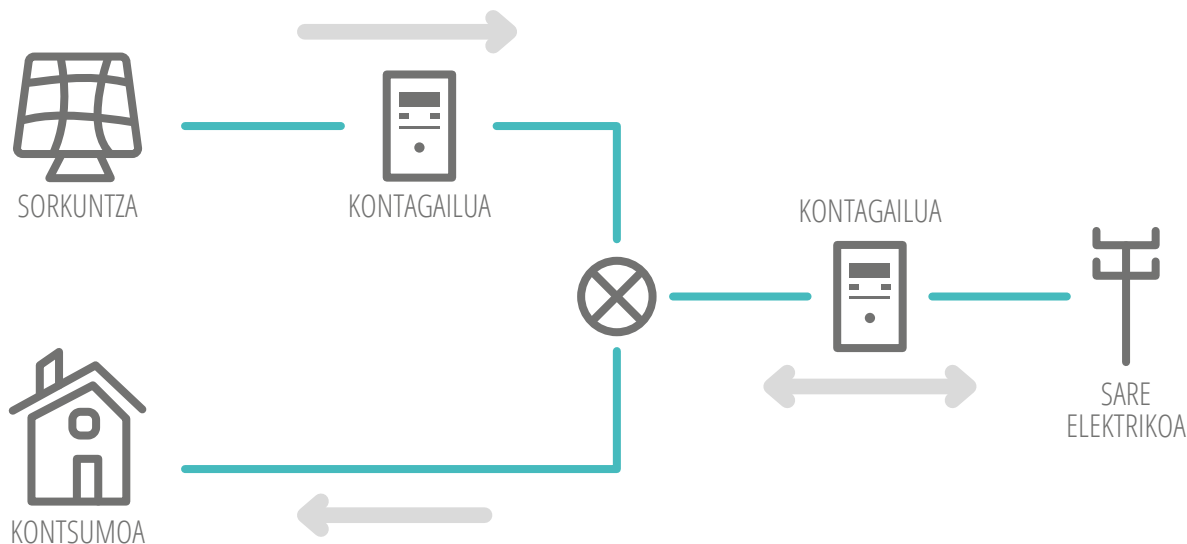 SORKUNTZA
KONTAGAILUA
KONTAGAILUA
SARE
ELEKTRIKOA
KONTSUMOA